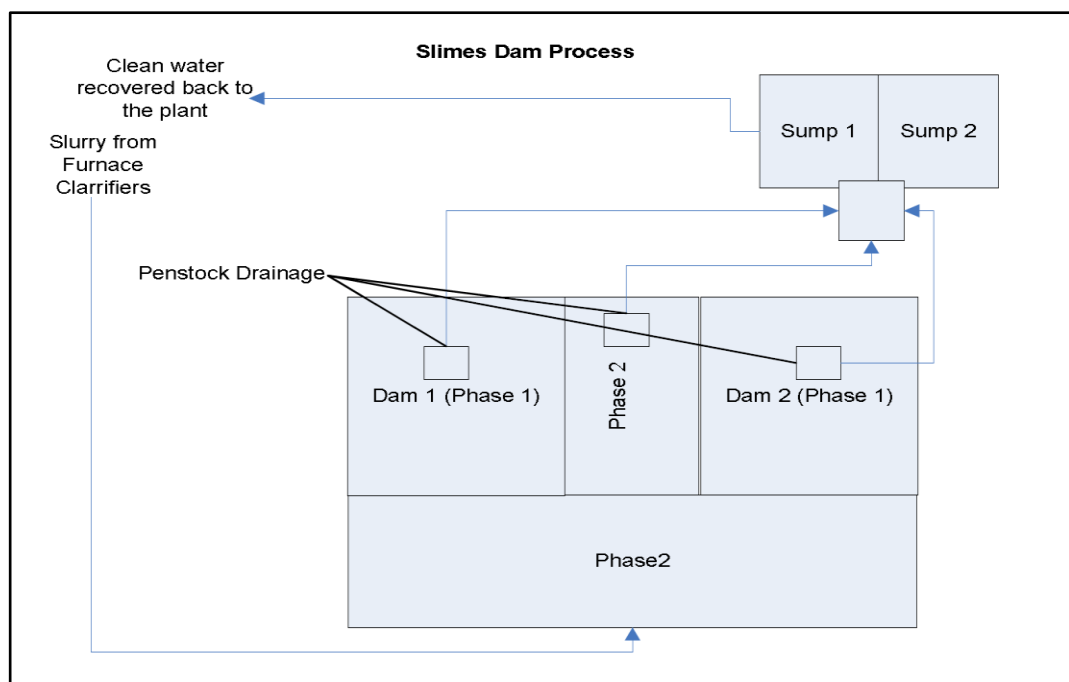 Slimes Dam Process
Clean water
recovered back to
the plant
Slurry from
Furnace
Clarrifiers
Sump 1
Sump 2
Penstock Drainage
Dam 1 (Phase 1)
Phase 2
Dam 2 (Phase 1)
Phase2